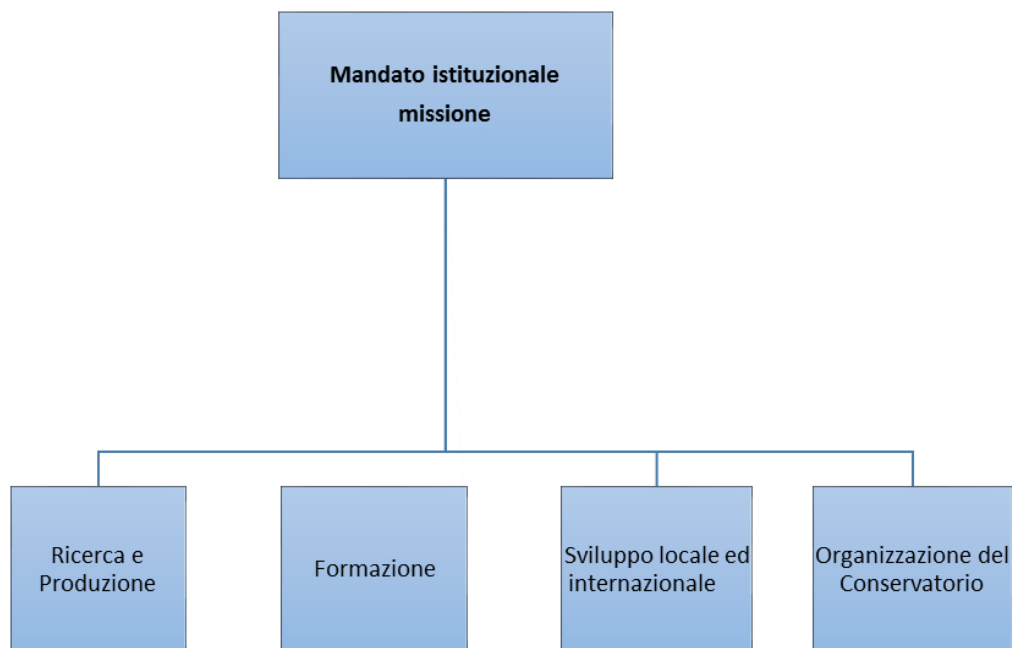 Mandato istituzionale
missione
Ricerca e
Produzione
Formazione
Sviluppo locale ed
internazionale
Organizzazione del
Conservatorio